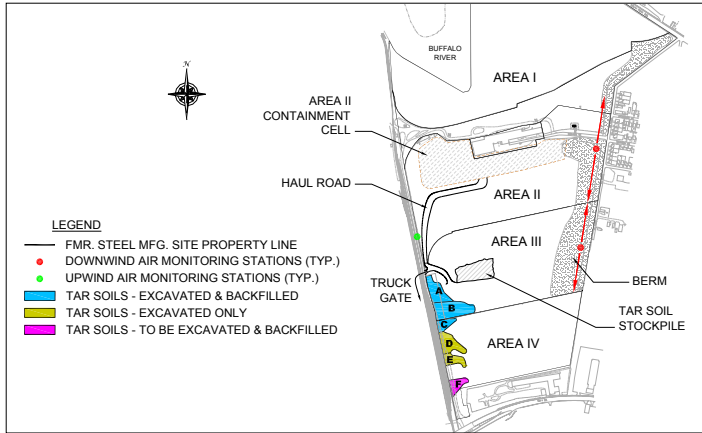 N
BUFFALO
RIVER
AREA I
AREA II
CONTAINMENT
CELL
HAUL ROAD
AREA II
AREA III
BERM
TRUCK
GATE
TAR SOIL
STOCKPILE
A
B
C
D
E
F
AREA IV
LEGEND
FMR. STEEL MFG. SITE PROPERTY LINE
DOWNWIND AIR MONITORING STATIONS (TYP.)
UPWIND AIR MONITORING STATIONS (TYP.)
TAR SOILS - EXCAVATED & BACKFILLED
TAR SOILS - EXCAVATED ONLY
TAR SOILS - TO BE EXCAVATED & BACKFILLED